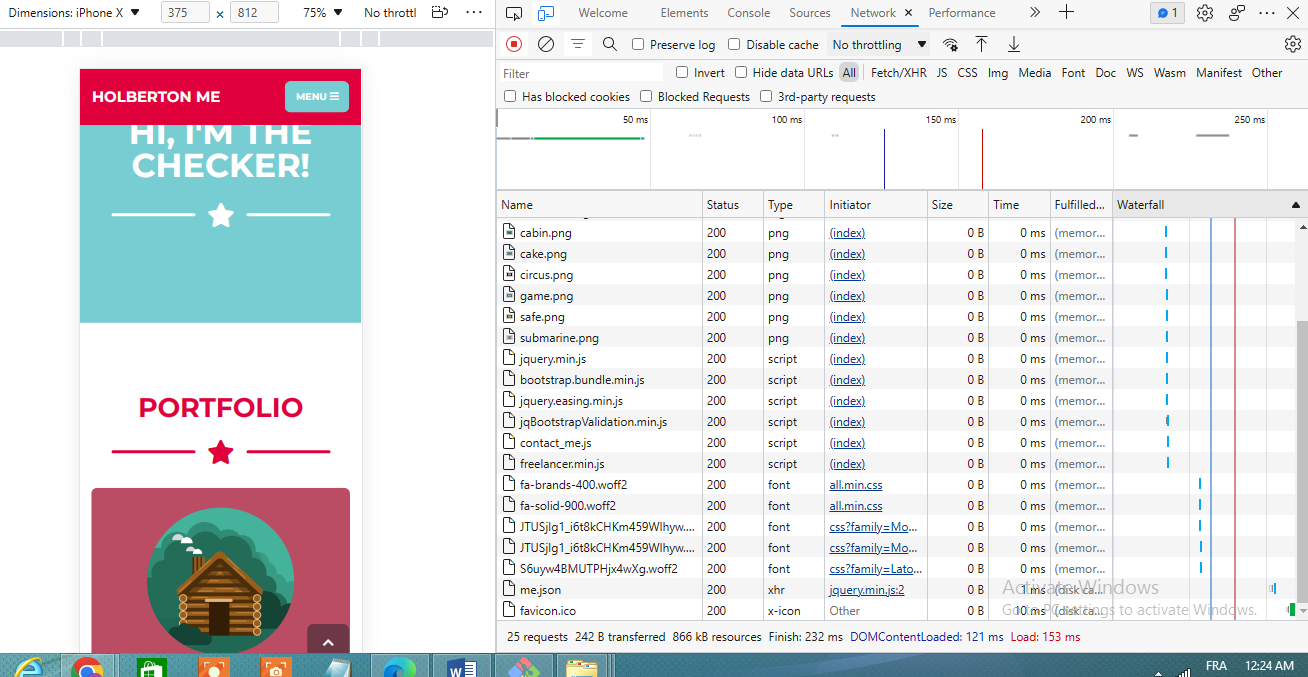 Dimensions: iPhone X ▼ 375 × 812 75% ▼ No throttl ⋯
Welcome Elements Console Sources Network × Performance » + 1 ⋯ ×
Preserve log Disable cache No throttling ▼
Filter Invert Hide data URLs All Fetch/XHR JS CSS Img Media Font Doc WS Wasm Manifest Other
Has blocked cookies Blocked Requests 3rd-party requests
50 ms 100 ms 150 ms 200 ms 250 ms
HOLBERTON ME MENU ☰
HI, I'M THE
CHECKER!
PORTFOLIO
Name Status Type Initiator Size Time Fulfilled... Waterfall ▲
cabin.png 200 png (index) 0 B 0 ms (memor...
cake.png 200 png (index) 0 B 0 ms (memor...
circus.png 200 png (index) 0 B 0 ms (memor...
game.png 200 png (index) 0 B 0 ms (memor...
safe.png 200 png (index) 0 B 0 ms (memor...
submarine.png 200 png (index) 0 B 0 ms (memor...
jquery.min.js 200 script (index) 0 B 0 ms (memor...
bootstrap.bundle.min.js 200 script (index) 0 B 0 ms (memor...
jquery.easing.min.js 200 script (index) 0 B 0 ms (memor...
jqBootstrapValidation.min.js 200 script (index) 0 B 0 ms (memor...
contact_me.js 200 script (index) 0 B 0 ms (memor...
freelancer.min.js 200 script (index) 0 B 0 ms (memor...
fa-brands-400.woff2 200 font all.min.css 0 B 0 ms (memor...
fa-solid-900.woff2 200 font all.min.css 0 B 0 ms (memor...
JTUSjIg1_i6t8kCHKm459WIhyw.... 200 font css?family=Mo... 0 B 0 ms (memor...
JTUSjIg1_i6t8kCHKm459WIhyw.... 200 font css?family=Mo... 0 B 0 ms (memor...
S6uyw4BMUTPHjx4wXg.woff2 200 font css?family=Lato... 0 B 0 ms (memor...
me.json 200 xhr jquery.min.js:2 0 B 1 ms (disk ca...
favicon.ico 200 x-icon Other 0 B 10 ms (disk ca...
Activate Windows
Go to PC settings to activate Windows.
25 requests 242 B transferred 866 kB resources Finish: 232 ms DOMContentLoaded: 121 ms Load: 153 ms
FRA 12:24 AM